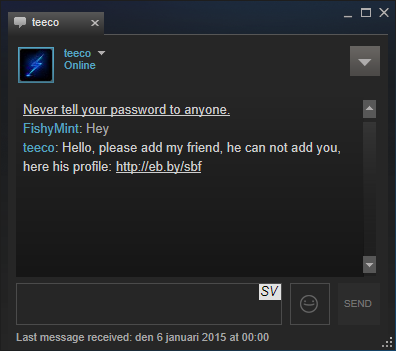 teeco
teeco
Online
Never tell your password to anyone.
FishyMint: Hey
teeco: Hello, please add my friend, he can not add you,
here his profile: http://eb.by/sbf
SV
SEND
Last message received: den 6 januari 2015 at 00:00